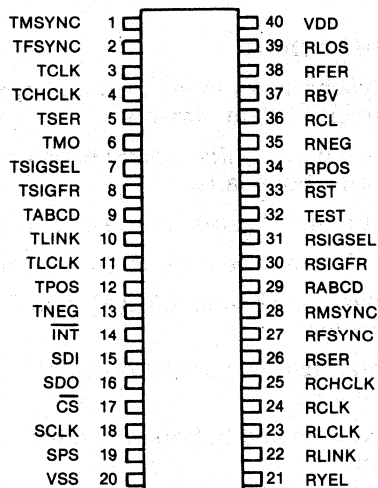 TMSYNC 1 40 VDD
TFSYNC 2 39 RLOS
TCLK 3 38 RFER
TCHCLK 4 37 RBV
TSER 5 36 RCL
TMO 6 35 RNEG
TSIGSEL 7 34 RPOS
TSIGFR 8 33 R̅S̅T̅
TABCD 9 32 TEST
TLINK 10 31 RSIGSEL
TLCLK 11 30 RSIGFR
TPOS 12 29 RABCD
TNEG 13 28 RMSYNC
I̅N̅T̅ 14 27 RFSYNC
SDI 15 26 RSER
SDO 16 25 RCHCLK
C̅S̅ 17 24 RCLK
SCLK 18 23 RLCLK
SPS 19 22 RLINK
VSS 20 21 RYEL